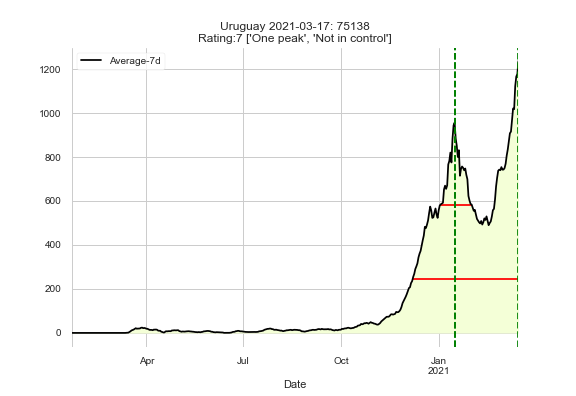 Uruguay 2021-03-17: 75138
Rating:7 ['One peak', 'Not in control']
Average-7d
1200
1000
800
600
400
200
0
Apr
Jul
Oct
Jan
2021
Date